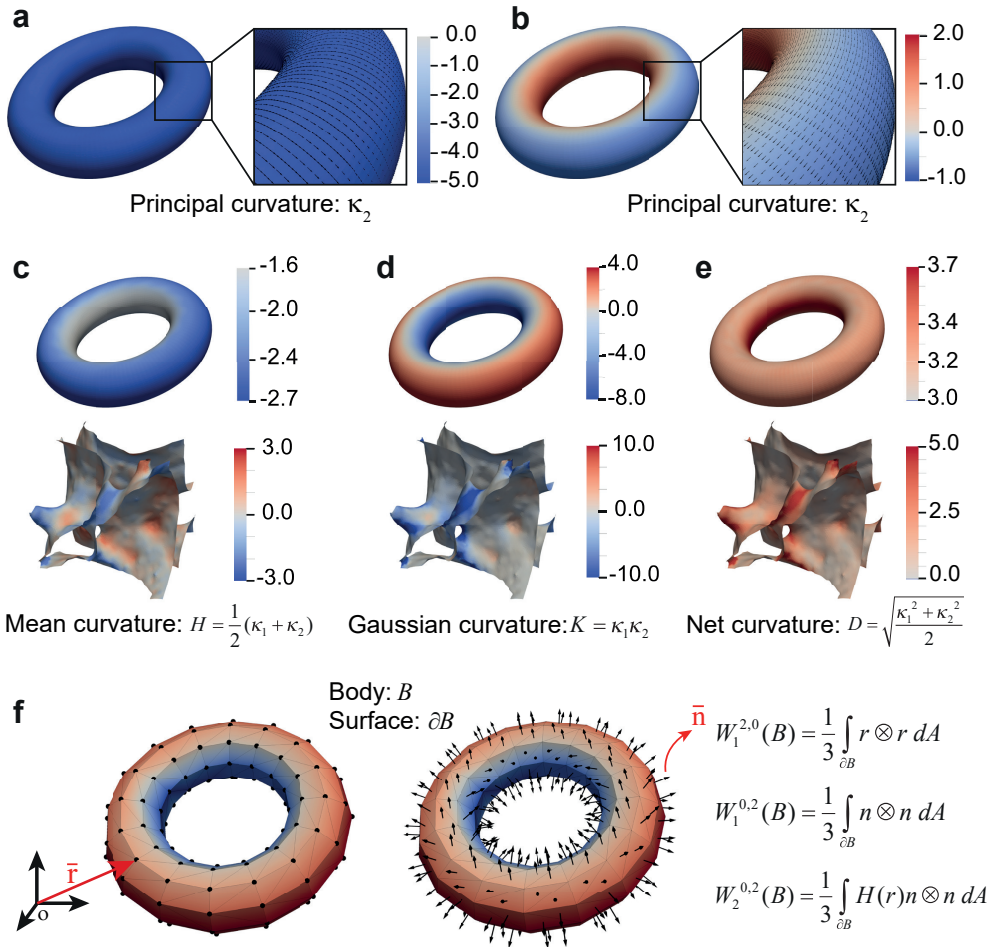 a
0.0
-1.0
-2.0
-3.0
-4.0
-5.0
Principal curvature: κ₂
b
2.0
1.0
0.0
-1.0
Principal curvature: κ₂
c
-1.6
-2.0
-2.4
-2.7
3.0
0.0
-3.0
Mean curvature: H = 1/2 (κ₁ + κ₂)
d
4.0
0.0
-4.0
-8.0
10.0
0.0
-10.0
Gaussian curvature: K = κ₁κ₂
e
3.7
3.4
3.2
3.0
5.0
2.5
0.0
Net curvature: D = √((κ₁² + κ₂²)/2)
f
Body: B
Surface: ∂B
r̄
o
n̄
W₁^{2,0}(B) = 1/3 ∫_{∂B} r ⊗ r dA
W₁^{0,2}(B) = 1/3 ∫_{∂B} n ⊗ n dA
W₂^{0,2}(B) = 1/3 ∫_{∂B} H(r) n ⊗ n dA